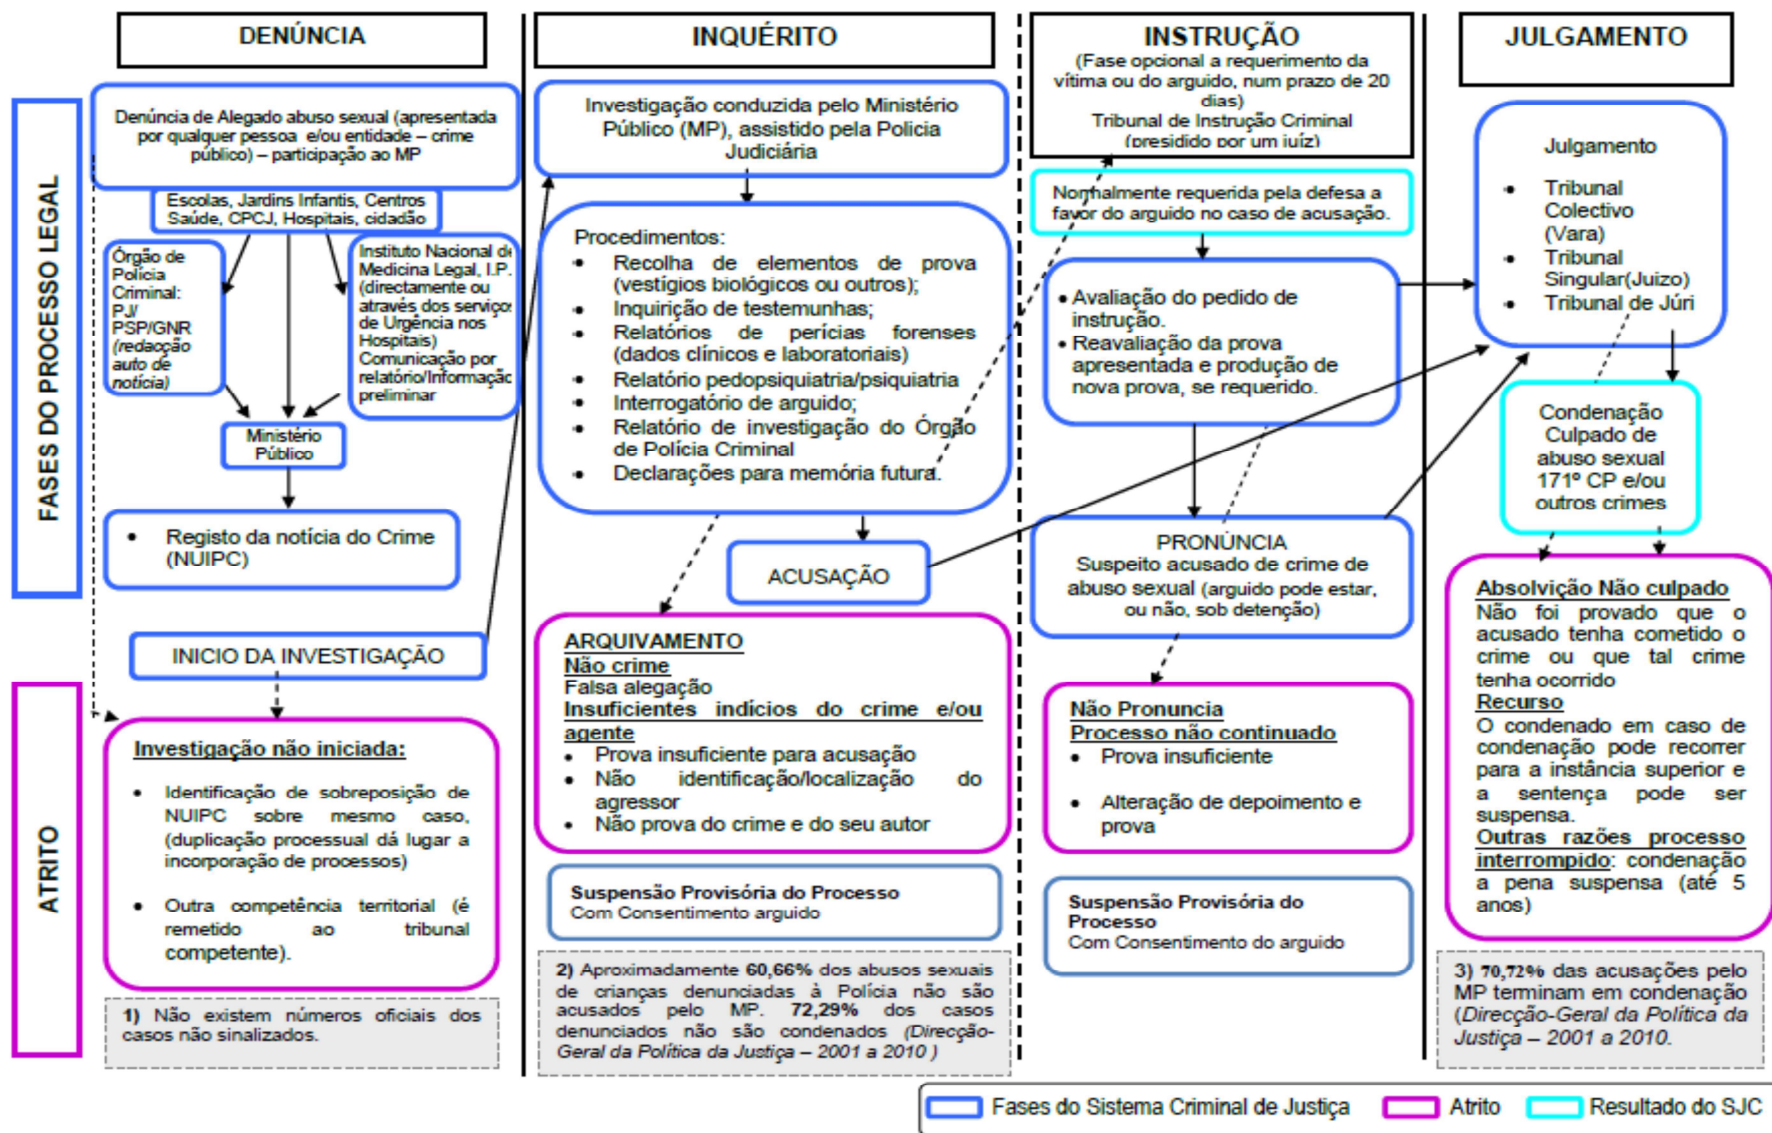 DENÚNCIA
INQUÉRITO
INSTRUÇÃO
(Fase opcional a requerimento da
vítima ou do arguido, num prazo de 20
dias)
Tribunal de Instrução Criminal
(presidido por um juíz)
JULGAMENTO
FASES DO PROCESSO LEGAL
Denúncia de Alegado abuso sexual (apresentada
por qualquer pessoa e/ou entidade – crime
público) – participação ao MP
Escolas, Jardins Infantis, Centros
Saúde, CPCJ, Hospitais, cidadão
Órgão de
Polícia
Criminal:
PJ/
PSP/GNR
(redacção
auto de
notícia)
Instituto Nacional de
Medicina Legal, I.P.
(directamente ou
através dos serviços
de Urgência nos
Hospitais)
Comunicação por
relatório/Informação
preliminar
Ministério
Público
• Registo da notícia do Crime
(NUIPC)
INICIO DA INVESTIGAÇÃO
Investigação conduzida pelo Ministério
Público (MP), assistido pela Policia
Judiciária
Procedimentos:
• Recolha de elementos de prova
(vestígios biológicos ou outros);
• Inquirição de testemunhas;
• Relatórios de perícias forenses
(dados clínicos e laboratoriais)
• Relatório pedopsiquiatria/psiquiatria
• Interrogatório de arguido;
• Relatório de investigação do Órgão
de Polícia Criminal
• Declarações para memória futura.
ACUSAÇÃO
Normalmente requerida pela defesa a
favor do arguido no caso de acusação.
• Avaliação do pedido de
instrução.
• Reavaliação da prova
apresentada e produção de
nova prova, se requerido.
PRONÚNCIA
Suspeito acusado de crime de
abuso sexual (arguido pode estar,
ou não, sob detenção)
Julgamento
• Tribunal
Colectivo
(Vara)
• Tribunal
Singular(Juizo)
• Tribunal de Júri
Condenação
Culpado de
abuso sexual
171º CP e/ou
outros crimes
ATRITO
Investigação não iniciada:
• Identificação de sobreposição de
NUIPC sobre mesmo caso,
(duplicação processual dá lugar a
incorporação de processos)
• Outra competência territorial (é
remetido ao tribunal
competente).
1) Não existem números oficiais dos
casos não sinalizados.
ARQUIVAMENTO
Não crime
Falsa alegação
Insuficientes indícios do crime e/ou
agente
• Prova insuficiente para acusação
• Não identificação/localização do
agressor
• Não prova do crime e do seu autor
Suspensão Provisória do Processo
Com Consentimento arguido
2) Aproximadamente 60,66% dos abusos sexuais
de crianças denunciadas à Polícia não são
acusados pelo MP. 72,29% dos casos
denunciados não são condenados (Direcção-
Geral da Política da Justiça – 2001 a 2010 )
Não Pronuncia
Processo não continuado
• Prova insuficiente
• Alteração de depoimento e
prova
Suspensão Provisória do
Processo
Com Consentimento do arguido
Absolvição Não culpado
Não foi provado que o
acusado tenha cometido o
crime ou que tal crime
tenha ocorrido
Recurso
O condenado em caso de
condenação pode recorrer
para a instância superior e
a sentença pode ser
suspensa.
Outras razões processo
interrompido: condenação
a pena suspensa (até 5
anos)
3) 70,72% das acusações pelo
MP terminam em condenação
(Direcção-Geral da Política da
Justiça – 2001 a 2010.
Fases do Sistema Criminal de Justiça
Atrito
Resultado do SJC